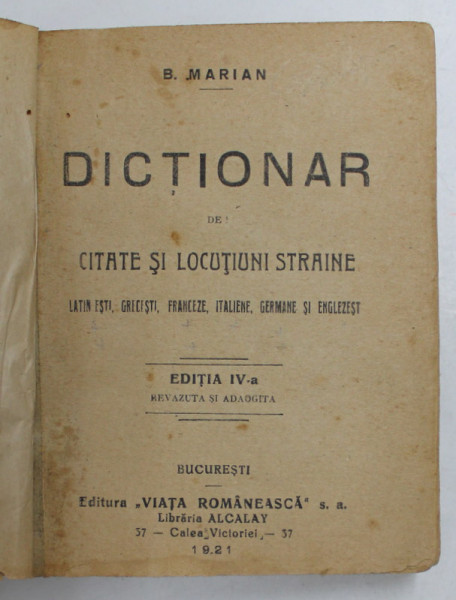 B. MARIAN
DICȚIONAR
DE
CITATE ȘI LOCUȚIUNI STRAINE
LATINEȘTI, GRECEȘTI, FRANCEZE, ITALIENE, GERMANE ȘI ENGLEZEȘT
EDIȚIA IV-a
REVAZUTA ȘI ADAOGITA
BUCUREȘTI
Editura „VIAȚA ROMÂNEASCĂ“ s. a.
Librăria ALCALAY
37 — Calea Victoriei — 37
1921